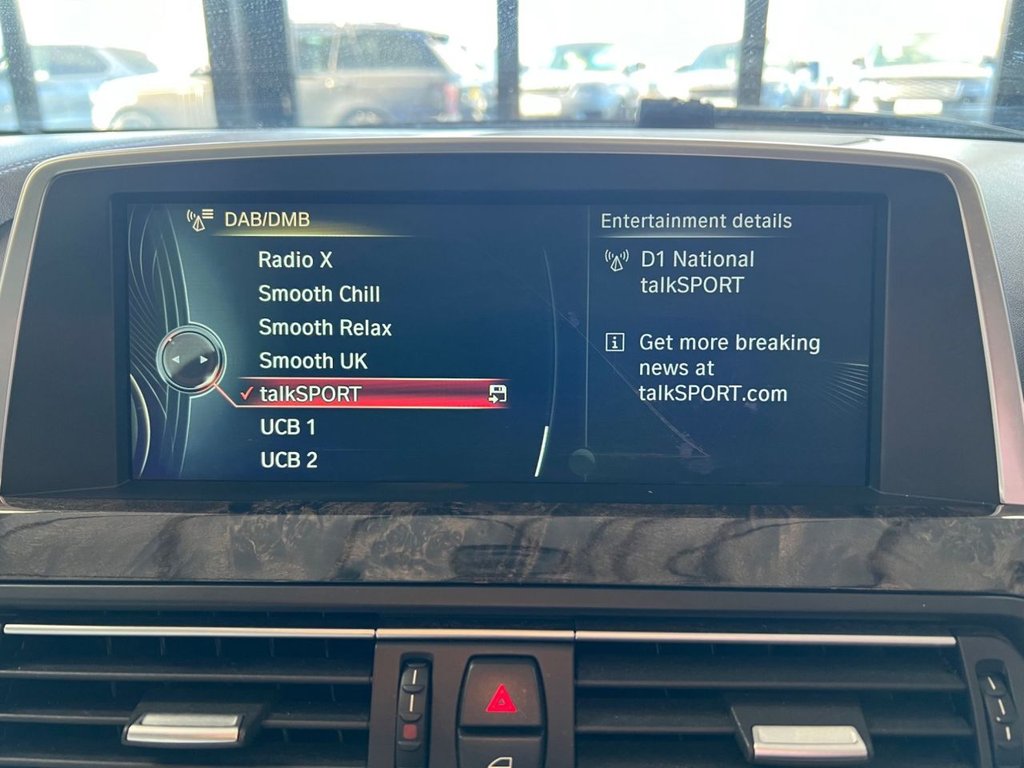 DAB/DMB
Radio X
Smooth Chill
Smooth Relax
Smooth UK
talkSPORT
UCB 1
UCB 2
Entertainment details
D1 National
talkSPORT
Get more breaking
news at
talkSPORT.com